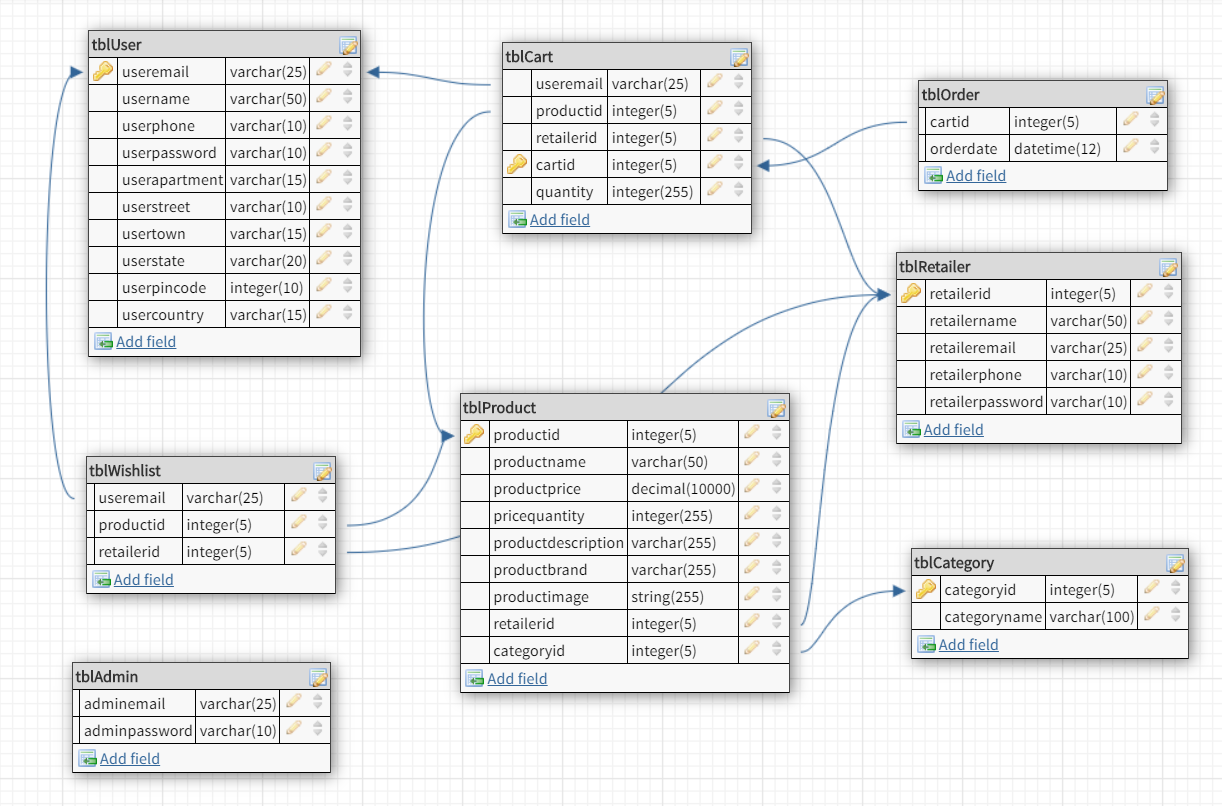 tblUser
useremail varchar(25)
username varchar(50)
userphone varchar(10)
userpassword varchar(10)
userapartment varchar(15)
userstreet varchar(10)
usertown varchar(15)
userstate varchar(20)
userpincode integer(10)
usercountry varchar(15)
Add field
tblCart
useremail varchar(25)
productid integer(5)
retailerid integer(5)
cartid integer(5)
quantity integer(255)
Add field
tblOrder
cartid integer(5)
orderdate datetime(12)
Add field
tblRetailer
retailerid integer(5)
retailername varchar(50)
retaileremail varchar(25)
retailerphone varchar(10)
retailerpassword varchar(10)
Add field
tblProduct
productid integer(5)
productname varchar(50)
productprice decimal(10000)
pricequantity integer(255)
productdescription varchar(255)
productbrand varchar(255)
productimage string(255)
retailerid integer(5)
categoryid integer(5)
Add field
tblWishlist
useremail varchar(25)
productid integer(5)
retailerid integer(5)
Add field
tblCategory
categoryid integer(5)
categoryname varchar(100)
Add field
tblAdmin
adminemail varchar(25)
adminpassword varchar(10)
Add field